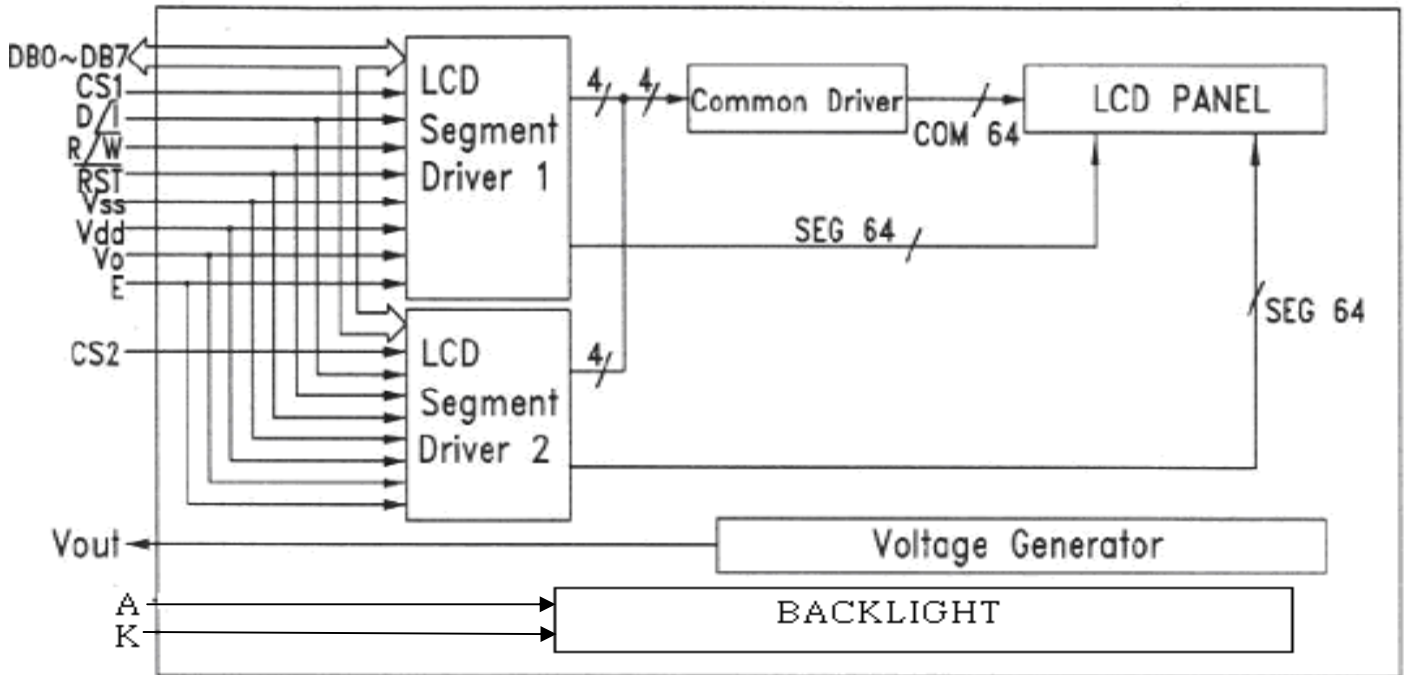 DB0~DB7
CS1
D/I
R/W
RST
Vss
Vdd
Vo
E
CS2
Vout
A
K
LCD
Segment
Driver 1
4
4
Common Driver
COM 64
LCD PANEL
SEG 64
SEG 64
LCD
Segment
Driver 2
4
Voltage Generator
BACKLIGHT